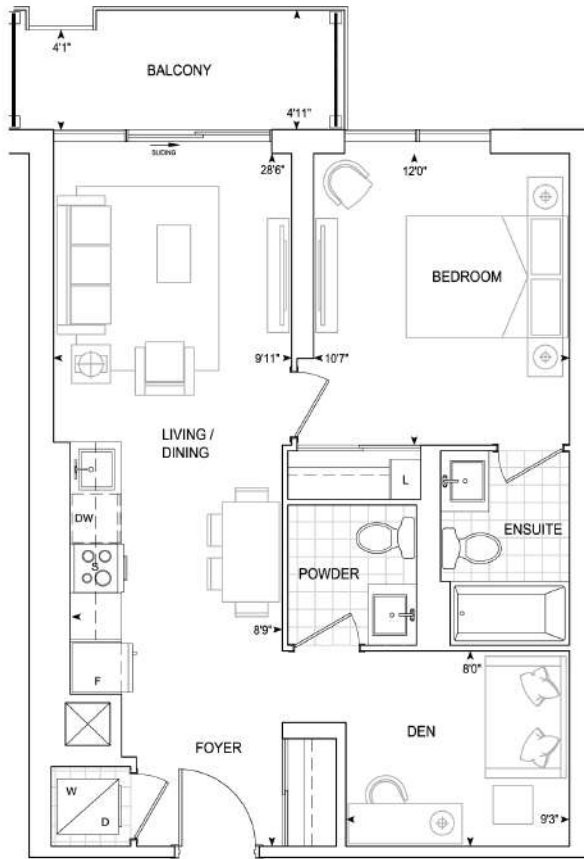 4'1"
BALCONY
4'11"
SLIDING
28'6"
12'0"
BEDROOM
9'11"
10'7"
LIVING /
DINING
L
DW
ENSUITE
S
POWDER
8'9"
8'0"
F
DEN
FOYER
W
D
9'3"